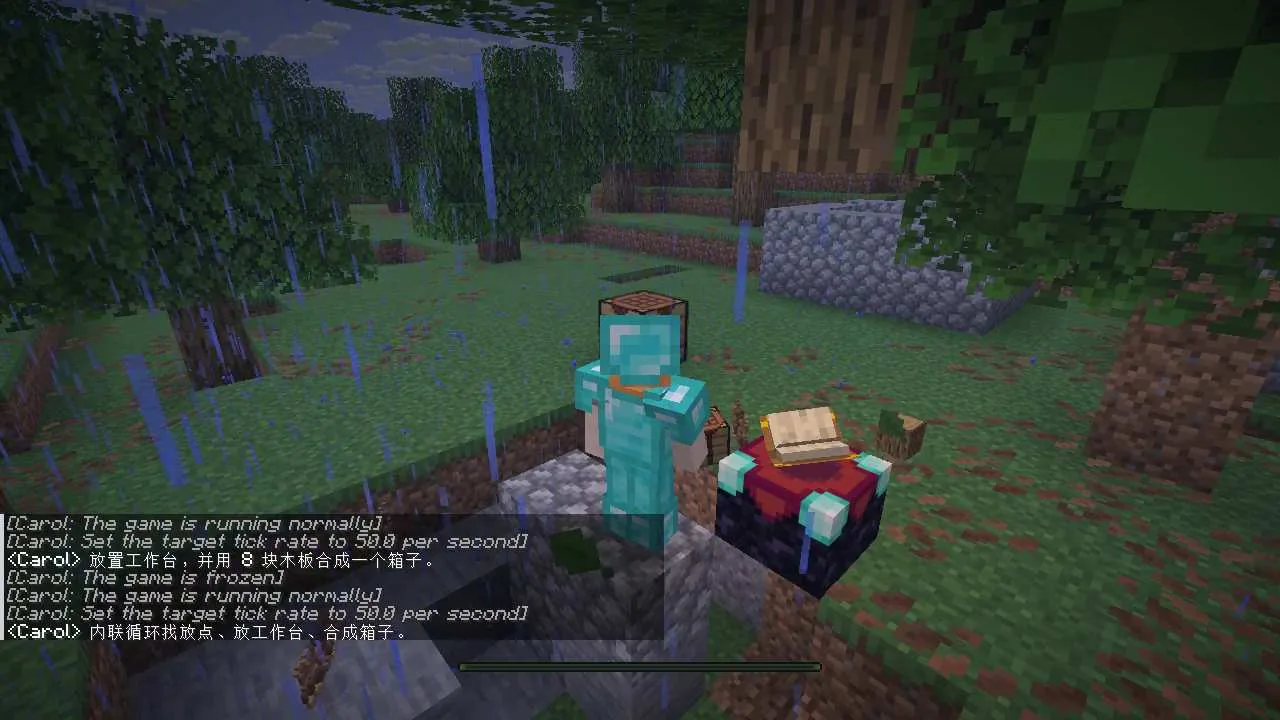 [Carol: The game is running normally]
[Carol: Set the target tick rate to 50.0 per second]
<Carol> 放置工作台，并用 8 块木板合成一个箱子。
[Carol: The game is frozen]
[Carol: The game is running normally]
[Carol: Set the target tick rate to 50.0 per second]
<Carol> 内联循环找放点、放工作台、合成箱子。